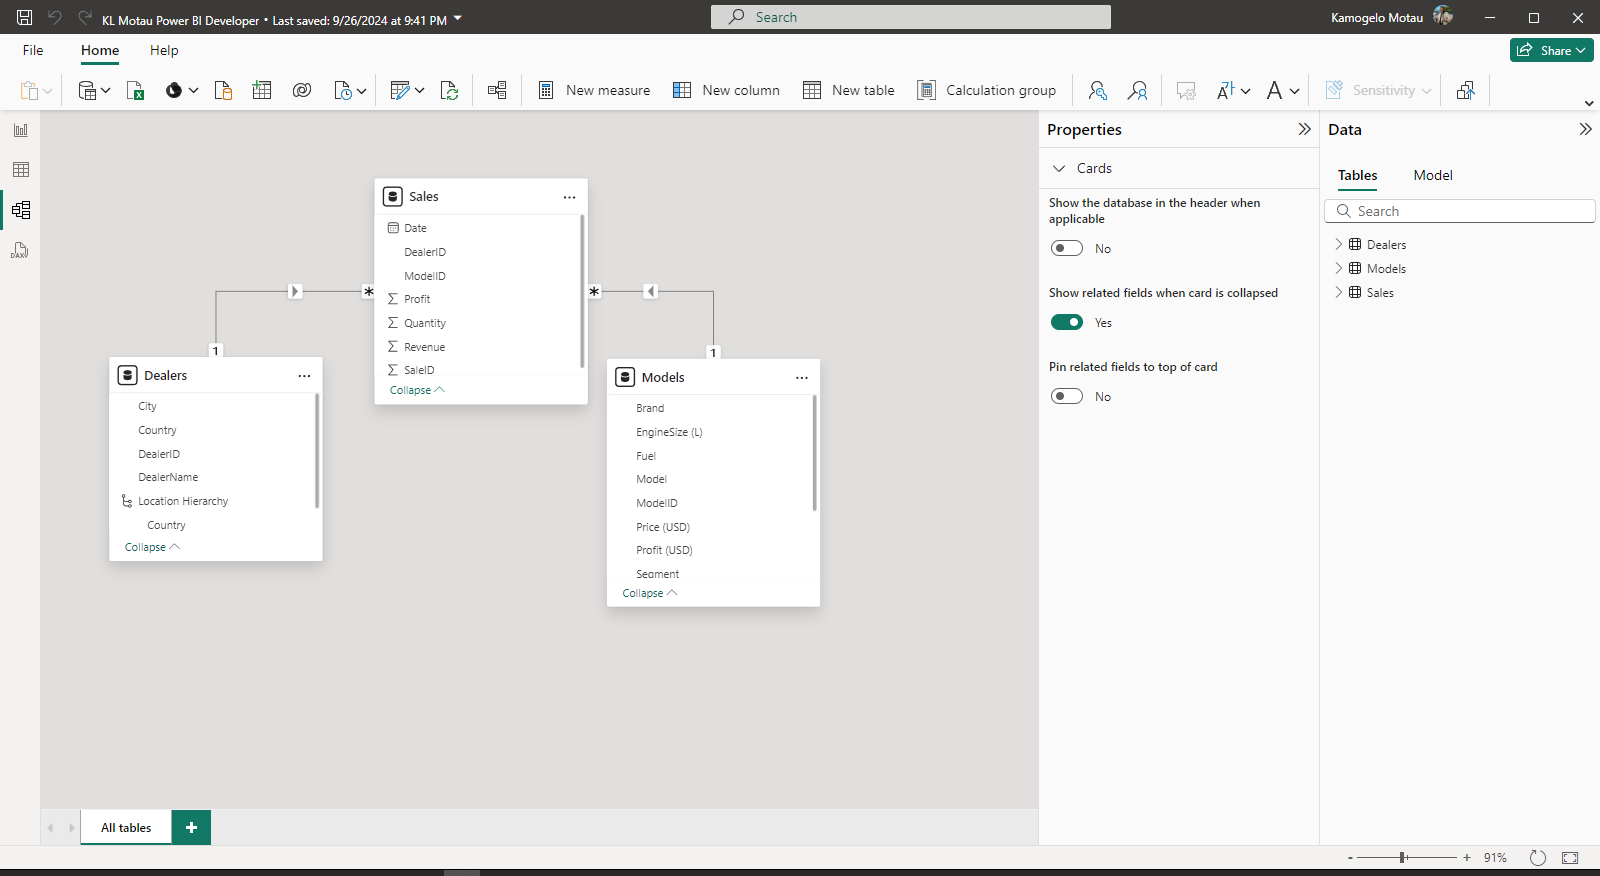 KL Motau Power BI Developer • Last saved: 9/26/2024 at 9:41 PM
Search
Kamogelo Motau
File
Home
Help
Share
New measure
New column
New table
Calculation group
Sensitivity
DAX
Sales
Date
DealerID
ModelID
Profit
Quantity
Revenue
SaleID
Collapse
*
*
1
1
Dealers
City
Country
DealerID
DealerName
Location Hierarchy
Country
Collapse
Models
Brand
EngineSize (L)
Fuel
Model
ModelID
Price (USD)
Profit (USD)
Segment
Collapse
Properties
Cards
Show the database in the header when
applicable
No
Show related fields when card is collapsed
Yes
Pin related fields to top of card
No
Data
Tables
Model
Search
Dealers
Models
Sales
All tables
+
- + 91%